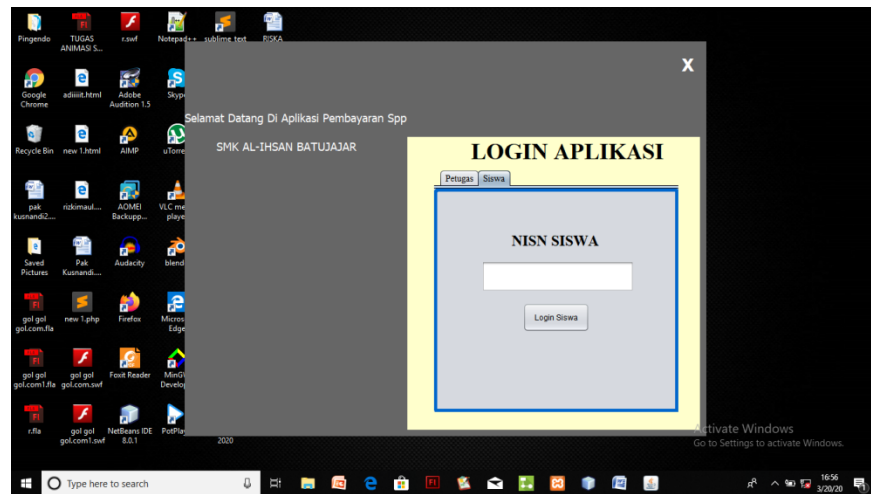 Pingendo
TUGAS ANIMASI S...
r.swf
Notepad++
sublime text
RISKA
Google Chrome
adiiiit.html
Adobe Audition 1.5
Skyp
Recycle Bin
new 1.html
AIMP
uTorre
pak kusnandi2....
rizkimaul....
AOMEI Backupp...
VLC me
playe
Saved Pictures
Pak Kusnandi....
Audacity
blend
gol gol gol.com.fla
new 1.php
Firefox
Micros
Edge
gol gol gol.com1.fla
gol gol gol.com.swf
Foxit Reader
MinG
Develop
r.fla
gol gol gol.com1.swf
NetBeans IDE 8.0.1
PotPla
2020
X
Selamat Datang Di Aplikasi Pembayaran Spp
SMK AL-IHSAN BATUJAJAR
LOGIN APLIKASI
Petugas
Siswa
NISN SISWA
Login Siswa
Activate Windows
Go to Settings to activate Windows.
Type here to search
16:56
3/20/20